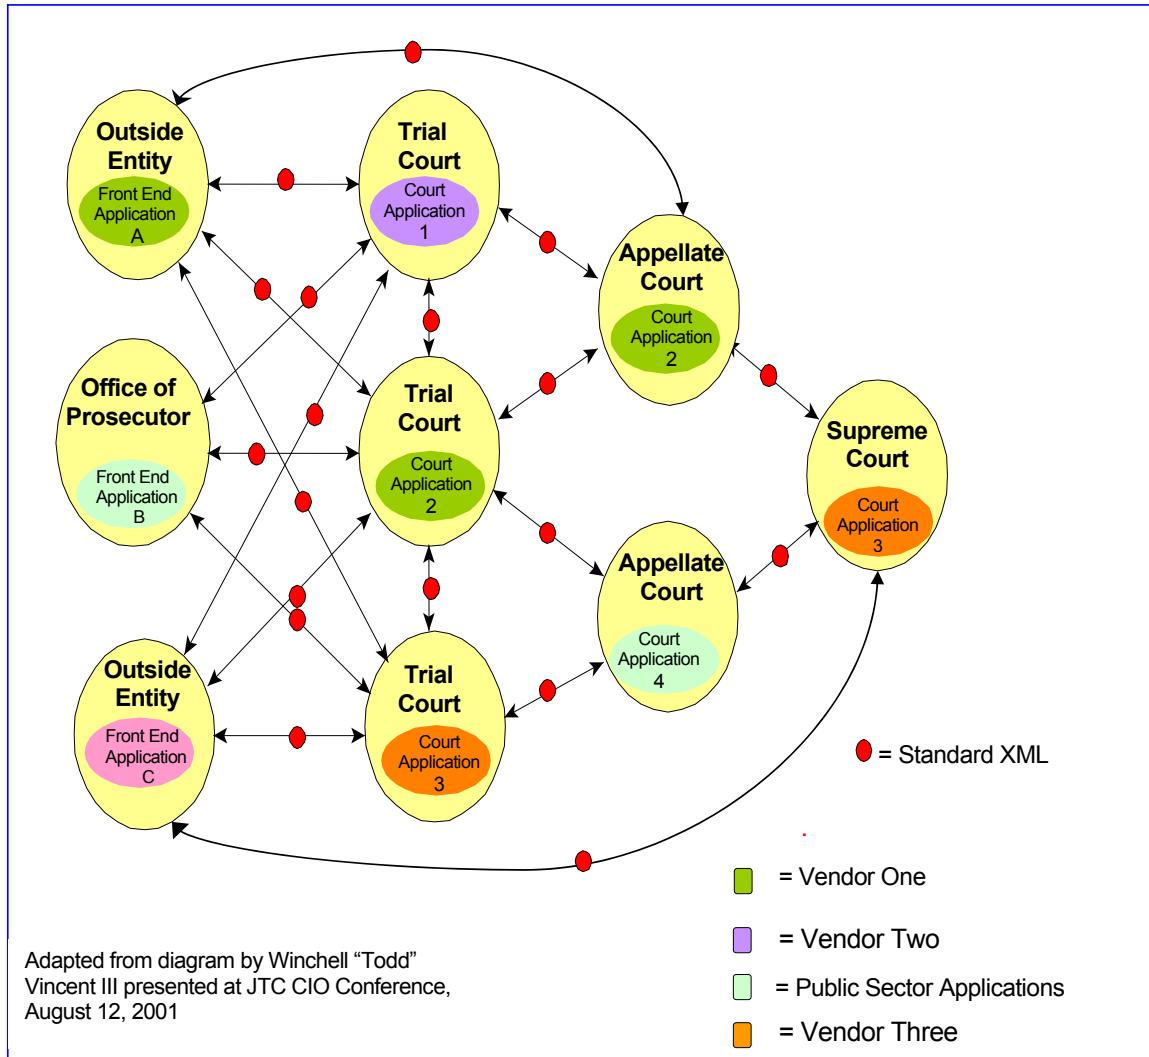 Outside
Entity
Front End
Application
A
Trial
Court
Court
Application
1
Appellate
Court
Court
Application
2
Office of
Prosecutor
Front End
Application
B
Trial
Court
Court
Application
2
Supreme
Court
Court
Application
3
Appellate
Court
Court
Application
4
Outside
Entity
Front End
Application
C
Trial
Court
Court
Application
3
= Standard XML
= Vendor One
= Vendor Two
= Public Sector Applications
= Vendor Three
Adapted from diagram by Winchell “Todd”
Vincent III presented at JTC CIO Conference,
August 12, 2001